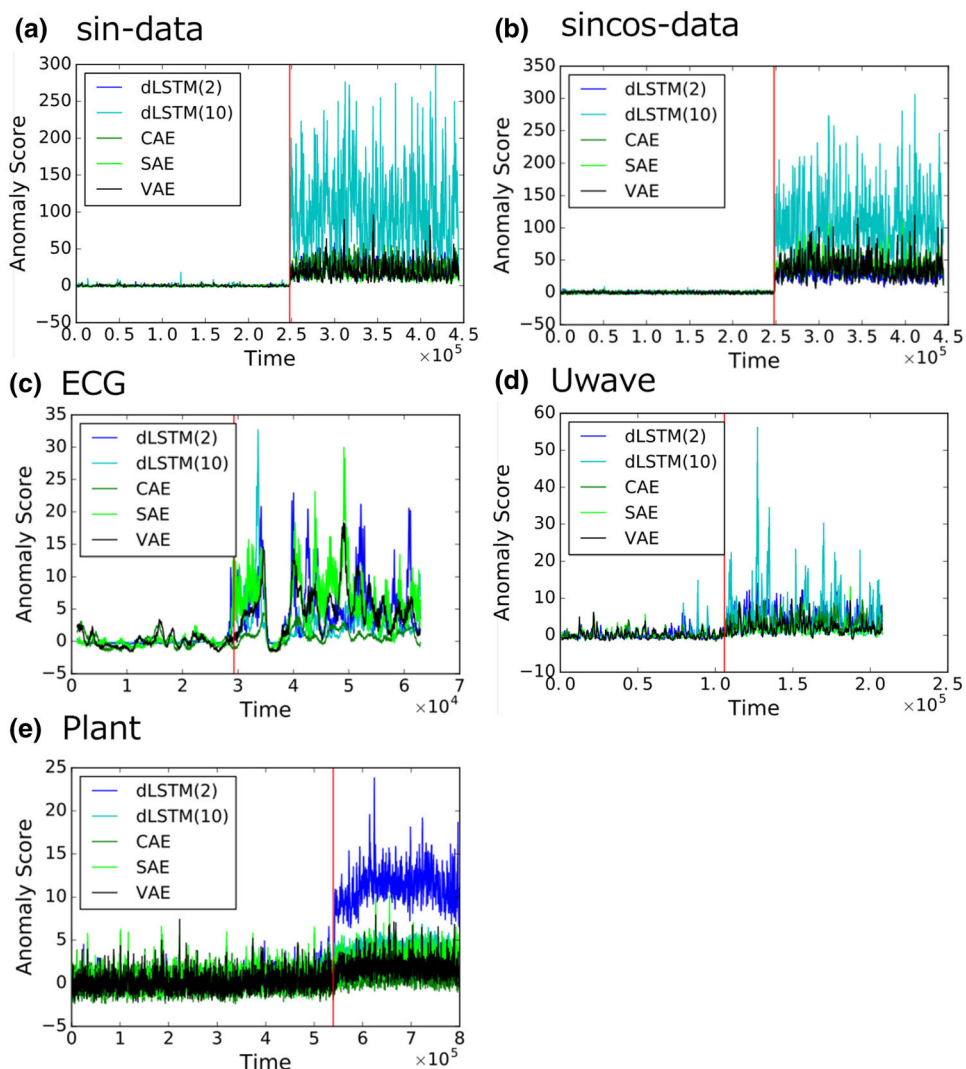 (a) sin-data
300
250
200
150
100
50
0
−50
Anomaly Score
dLSTM(2)
dLSTM(10)
CAE
SAE
VAE
0.0 0.5 1.0 1.5 2.0 2.5 3.0 3.5 4.0 4.5
Time
×10⁵
(b) sincos-data
350
300
250
200
150
100
50
0
−50
Anomaly Score
dLSTM(2)
dLSTM(10)
CAE
SAE
VAE
0.0 0.5 1.0 1.5 2.0 2.5 3.0 3.5 4.0 4.5
Time
×10⁵
(c) ECG
35
30
25
20
15
10
5
0
−5
Anomaly Score
dLSTM(2)
dLSTM(10)
CAE
SAE
VAE
0 1 2 3 4 5 6 7
Time
×10⁴
(d) Uwave
60
50
40
30
20
10
0
−10
Anomaly Score
dLSTM(2)
dLSTM(10)
CAE
SAE
VAE
0.0 0.5 1.0 1.5 2.0 2.5
Time
×10⁵
(e) Plant
25
20
15
10
5
0
−5
Anomaly Score
dLSTM(2)
dLSTM(10)
CAE
SAE
VAE
0 1 2 3 4 5 6 7 8
Time
×10⁵